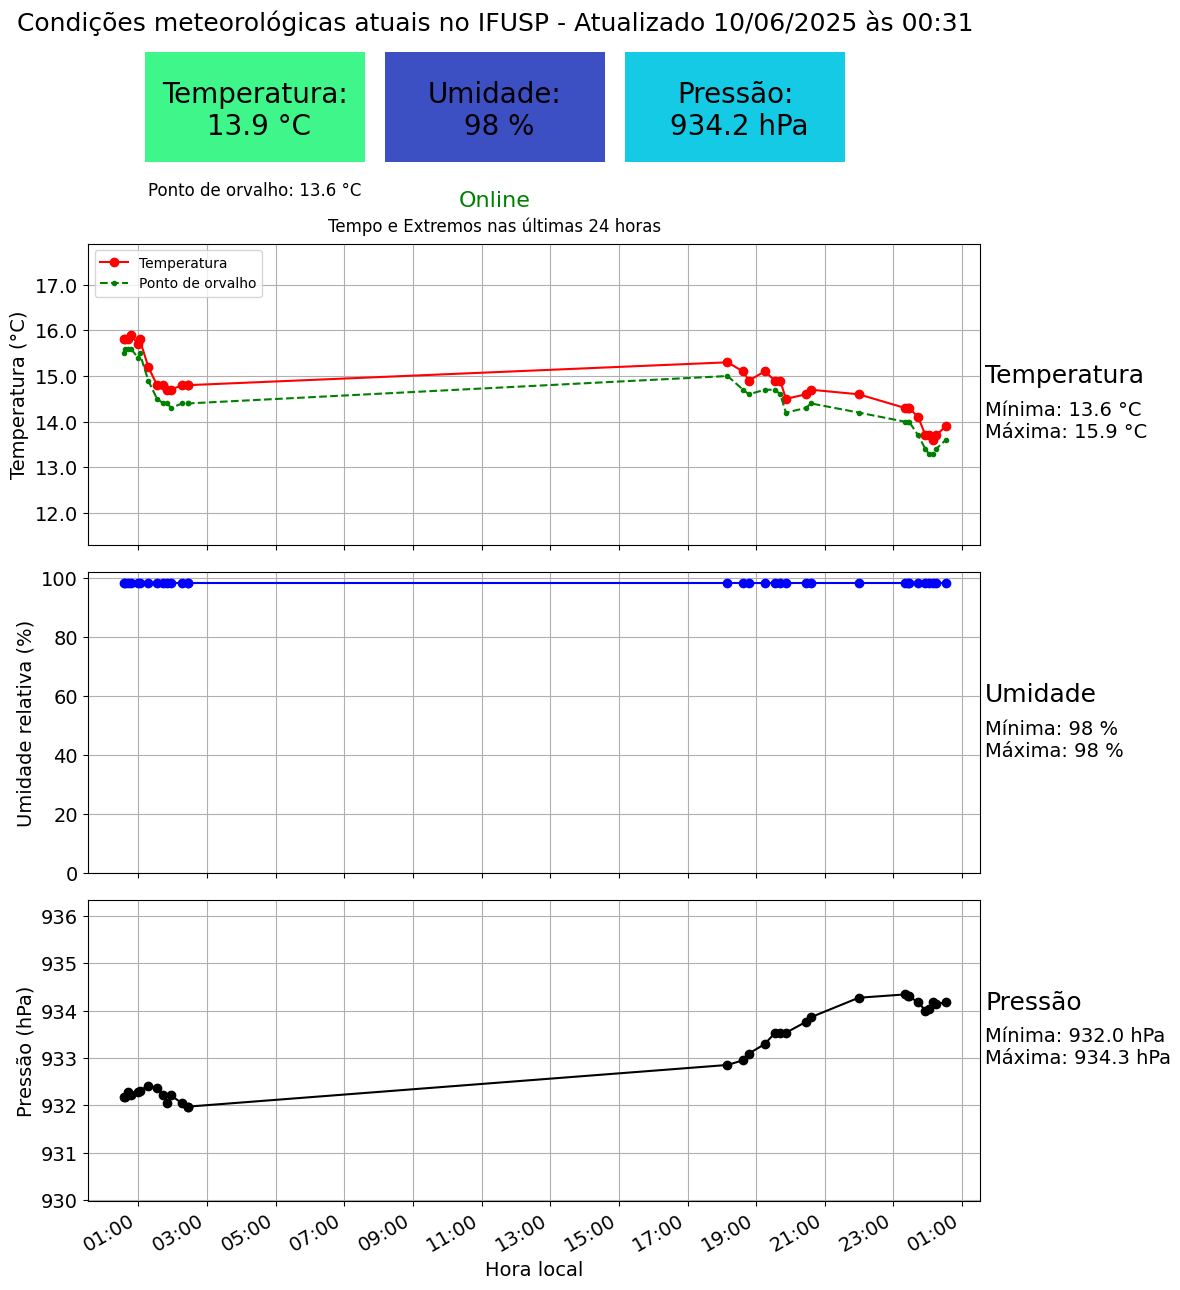 Condições meteorológicas atuais no IFUSP - Atualizado 10/06/2025 às 00:31
Temperatura:
13.9 °C
Umidade:
98 %
Pressão:
934.2 hPa
Ponto de orvalho: 13.6 °C
Online
Tempo e Extremos nas últimas 24 horas
Temperatura
Ponto de orvalho
Temperatura (°C)
17.0
16.0
15.0
14.0
13.0
12.0
Temperatura
Mínima: 13.6 °C
Máxima: 15.9 °C
Umidade relativa (%)
100
80
60
40
20
0
Umidade
Mínima: 98 %
Máxima: 98 %
Pressão (hPa)
936
935
934
933
932
931
930
Pressão
Mínima: 932.0 hPa
Máxima: 934.3 hPa
01:00
03:00
05:00
07:00
09:00
11:00
13:00
15:00
17:00
19:00
21:00
23:00
01:00
Hora local